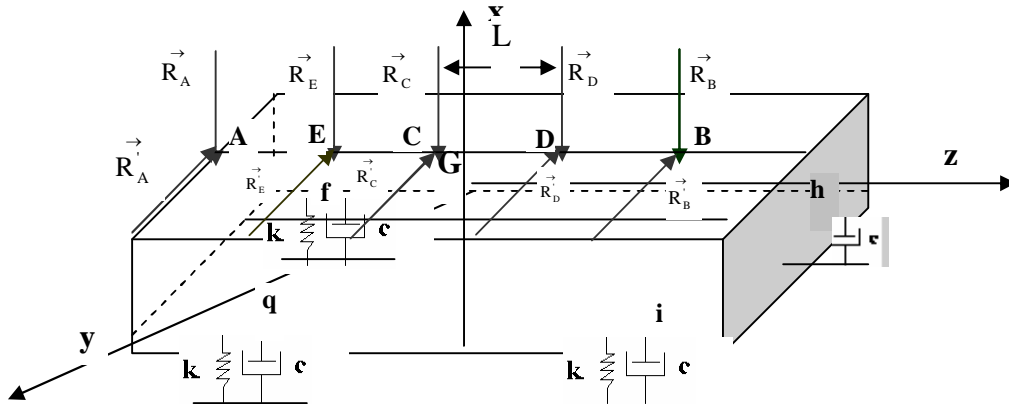 x
L
→ R_A → R_E → R_C → R_D → R_B
A E C D B
G
→ R'_A → R'_E → R'_C → R'_D → R'_B
z
f h
k c c
q i
y
k c k c